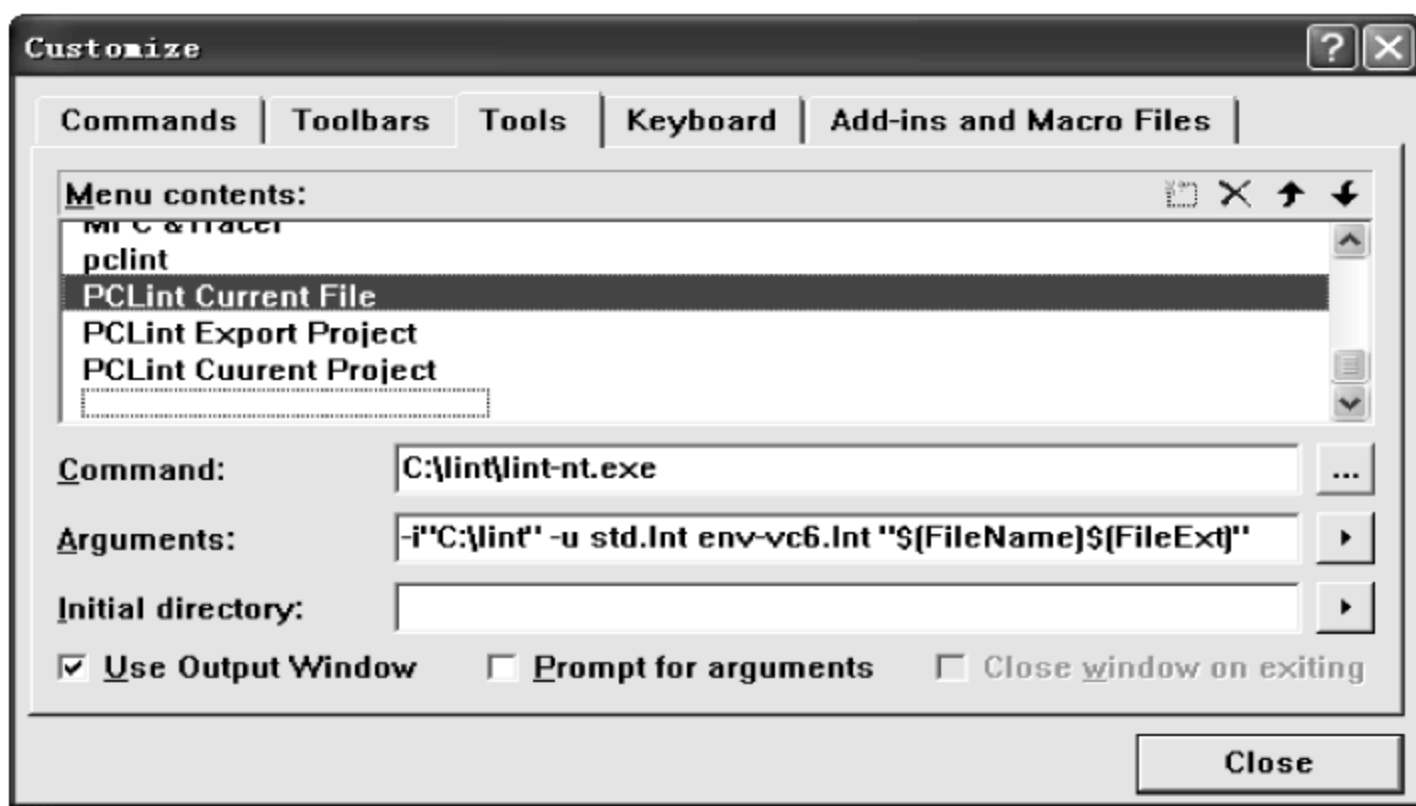 Customize
Commands Toolbars Tools Keyboard Add-ins and Macro Files
Menu contents:
MFC &Tracer
pclint
PCLint Current File
PCLint Export Project
PCLint Cuurent Project
Command: C:\lint\lint-nt.exe ...
Arguments: -i"C:\lint" -u std.lnt env-vc6.lnt "$(FileName)$(FileExt)"
Initial directory:
Use Output Window Prompt for arguments Close window on exiting
Close